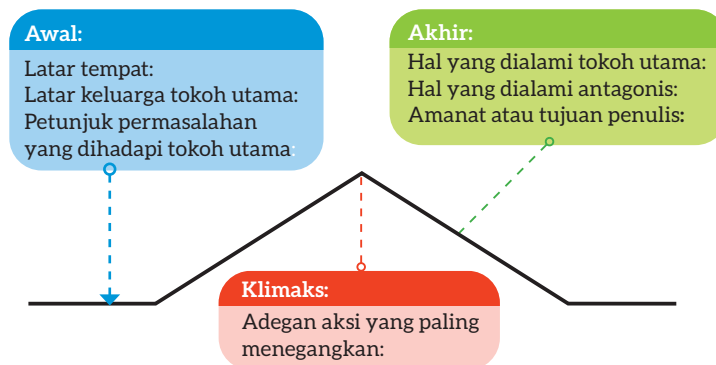 Awal:
Latar tempat:
Latar keluarga tokoh utama:
Petunjuk permasalahan
yang dihadapi tokoh utama:
Akhir:
Hal yang dialami tokoh utama:
Hal yang dialami antagonis:
Amanat atau tujuan penulis:
Klimaks:
Adegan aksi yang paling
menegangkan: